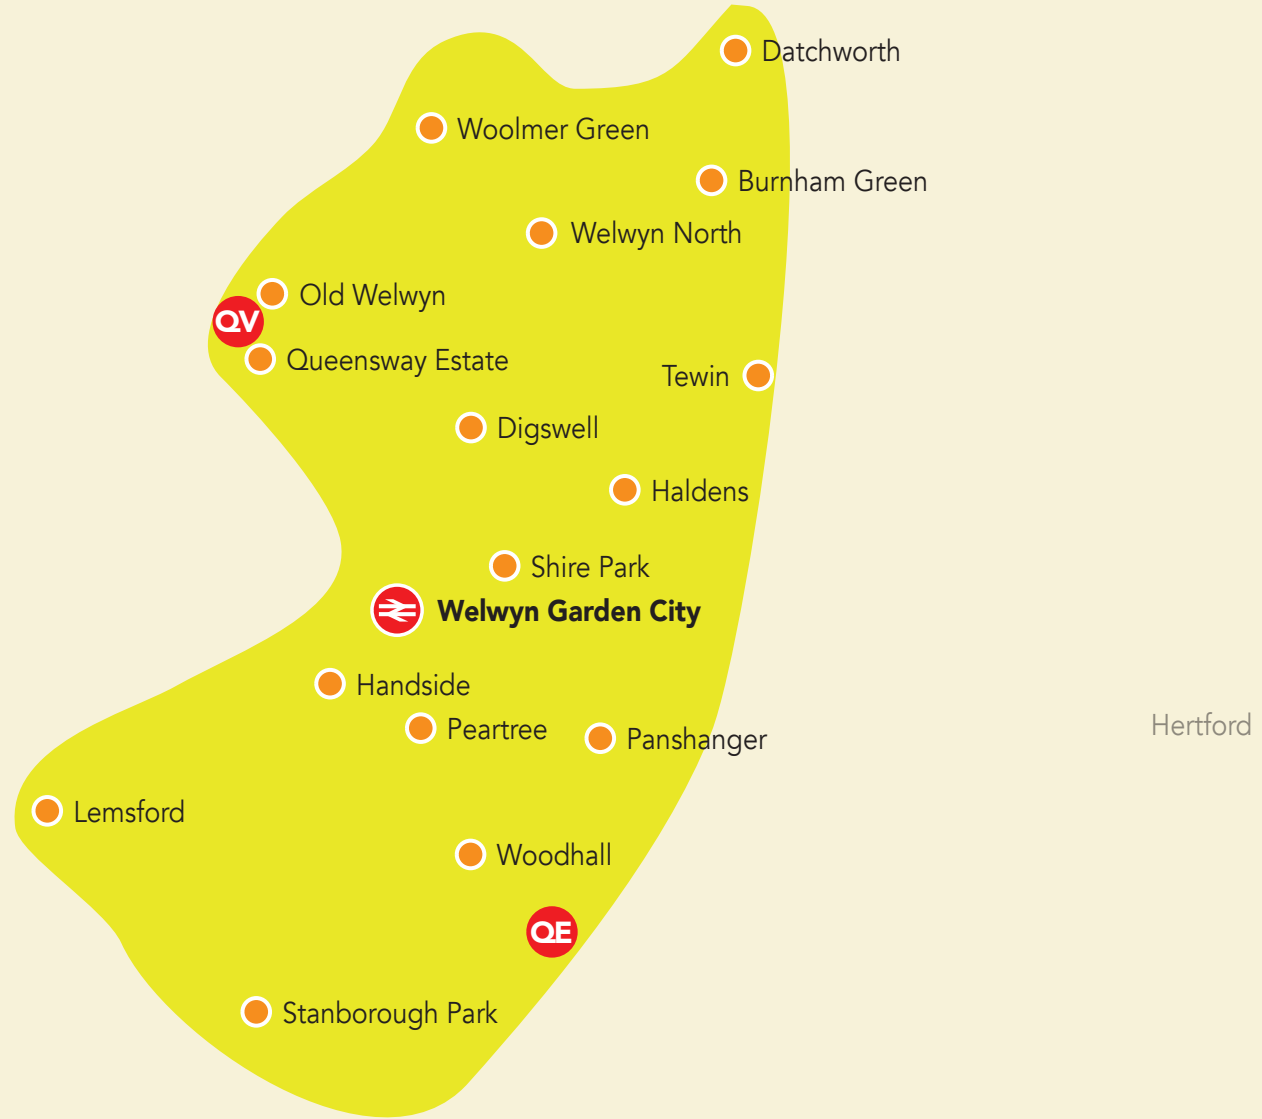 Datchworth
Woolmer Green
Burnham Green
Welwyn North
Old Welwyn
QV
Queensway Estate
Tewin
Digswell
Haldens
Shire Park
Welwyn Garden City
Handside
Hertford
Peartree
Panshanger
Lemsford
Woodhall
QE
Stanborough Park